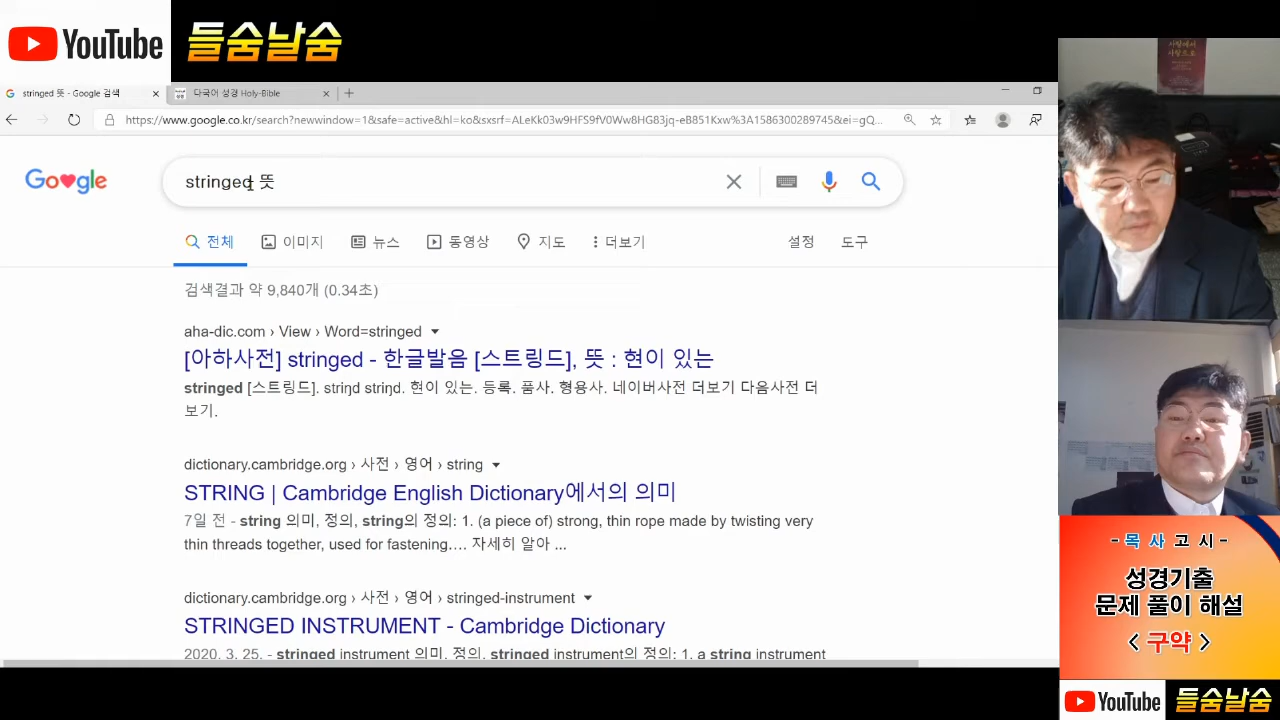 YouTube 들숨날숨
stringed 뜻 - Google 검색
다국어 성경 Holy-Bible
https://www.google.co.kr/search?newwindow=1&safe=active&hl=ko&sxsrf=ALeKk03w9HFS9fV0Ww8HG83jq-eB851Kxw%3A1586300289745&ei=gQ...
Google
stringed 뜻
전체 이미지 뉴스 동영상 지도 더보기 설정 도구
검색결과 약 9,840개 (0.34초)
aha-dic.com › View › Word=stringed
[아하사전] stringed - 한글발음 [스트링드], 뜻 : 현이 있는
stringed [스트링드]. striŋd striŋd. 현이 있는. 등록. 품사. 형용사. 네이버사전 더보기 다음사전 더
보기.
dictionary.cambridge.org › 사전 › 영어 › string
STRING | Cambridge English Dictionary에서의 의미
7일 전 - string 의미, 정의, string의 정의: 1. (a piece of) strong, thin rope made by twisting very
thin threads together, used for fastening…. 자세히 알아 ...
dictionary.cambridge.org › 사전 › 영어 › stringed-instrument
STRINGED INSTRUMENT - Cambridge Dictionary
2020. 3. 25. - stringed instrument 의미, 정의, stringed instrument의 정의: 1. a string instrument
사랑에서
사랑으로
- 목 사 고 시 -
성경기출
문제 풀이 해설
< 구약 >
YouTube 들숨날숨